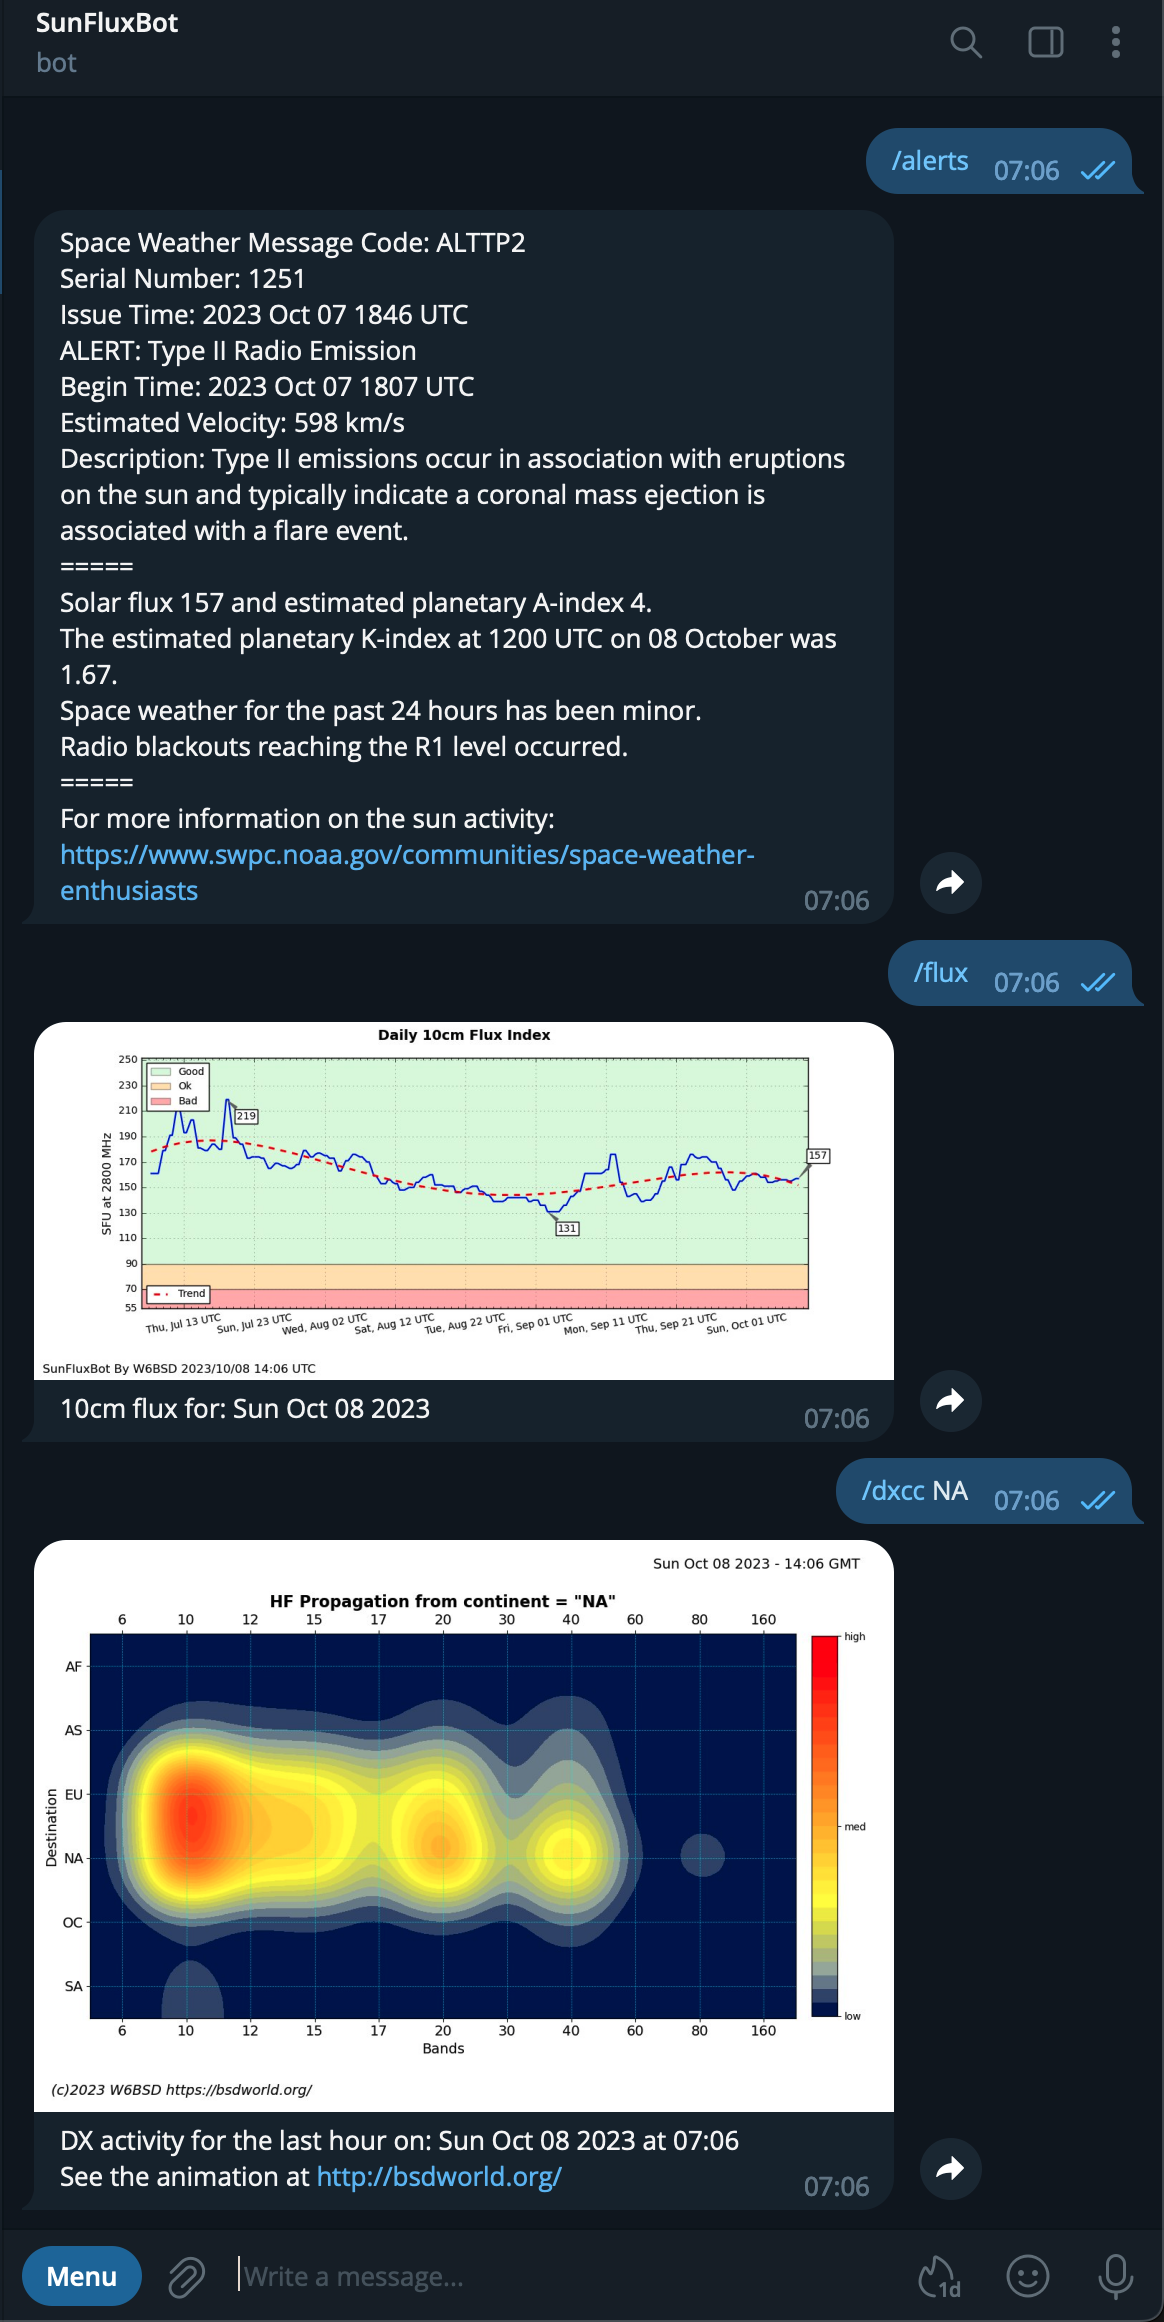 SunFluxBot
bot
/alerts 07:06
Space Weather Message Code: ALTTP2
Serial Number: 1251
Issue Time: 2023 Oct 07 1846 UTC
ALERT: Type II Radio Emission
Begin Time: 2023 Oct 07 1807 UTC
Estimated Velocity: 598 km/s
Description: Type II emissions occur in association with eruptions
on the sun and typically indicate a coronal mass ejection is
associated with a flare event.
=====
Solar flux 157 and estimated planetary A-index 4.
The estimated planetary K-index at 1200 UTC on 08 October was
1.67.
Space weather for the past 24 hours has been minor.
Radio blackouts reaching the R1 level occurred.
=====
For more information on the sun activity:
https://www.swpc.noaa.gov/communities/space-weather-
enthusiasts
07:06
/flux 07:06
Daily 10cm Flux Index
250
230
210
190
170
150
130
110
90
70
55
SFU at 2800 MHz
Good
Ok
Bad
219
157
131
Trend
Thu, Jul 13 UTC
Sun, Jul 23 UTC
Wed, Aug 02 UTC
Sat, Aug 12 UTC
Tue, Aug 22 UTC
Fri, Sep 01 UTC
Mon, Sep 11 UTC
Thu, Sep 21 UTC
Sun, Oct 01 UTC
SunFluxBot By W6BSD 2023/10/08 14:06 UTC
10cm flux for: Sun Oct 08 2023
07:06
/dxcc NA 07:06
Sun Oct 08 2023 - 14:06 GMT
HF Propagation from continent = "NA"
6 10 12 15 17 20 30 40 60 80 160
high
AF
AS
EU
NA
OC
SA
Destination
med
low
6 10 12 15 17 20 30 40 60 80 160
Bands
(c)2023 W6BSD https://bsdworld.org/
DX activity for the last hour on: Sun Oct 08 2023 at 07:06
See the animation at http://bsdworld.org/
07:06
Menu
Write a message...
1d